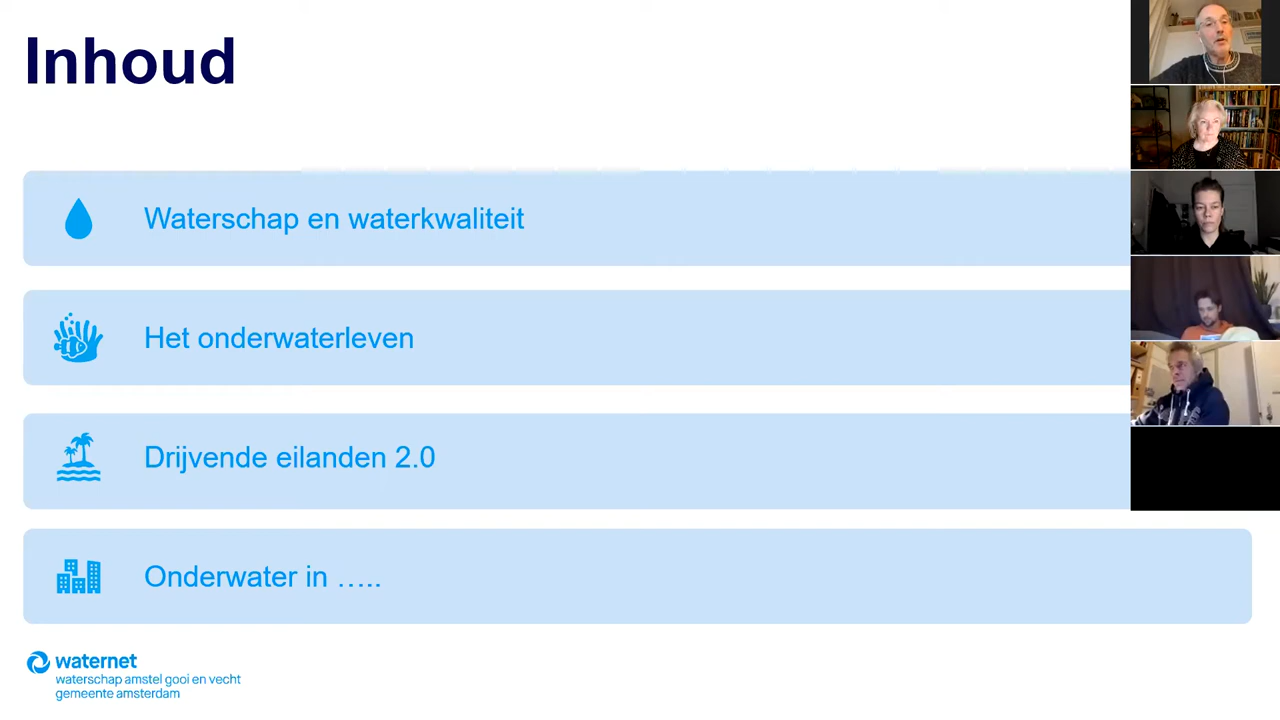 Inhoud
Waterschap en waterkwaliteit
Het onderwaterleven
Drijvende eilanden 2.0
Onderwater in …..
waternet
waterschap amstel gooi en vecht
gemeente amsterdam